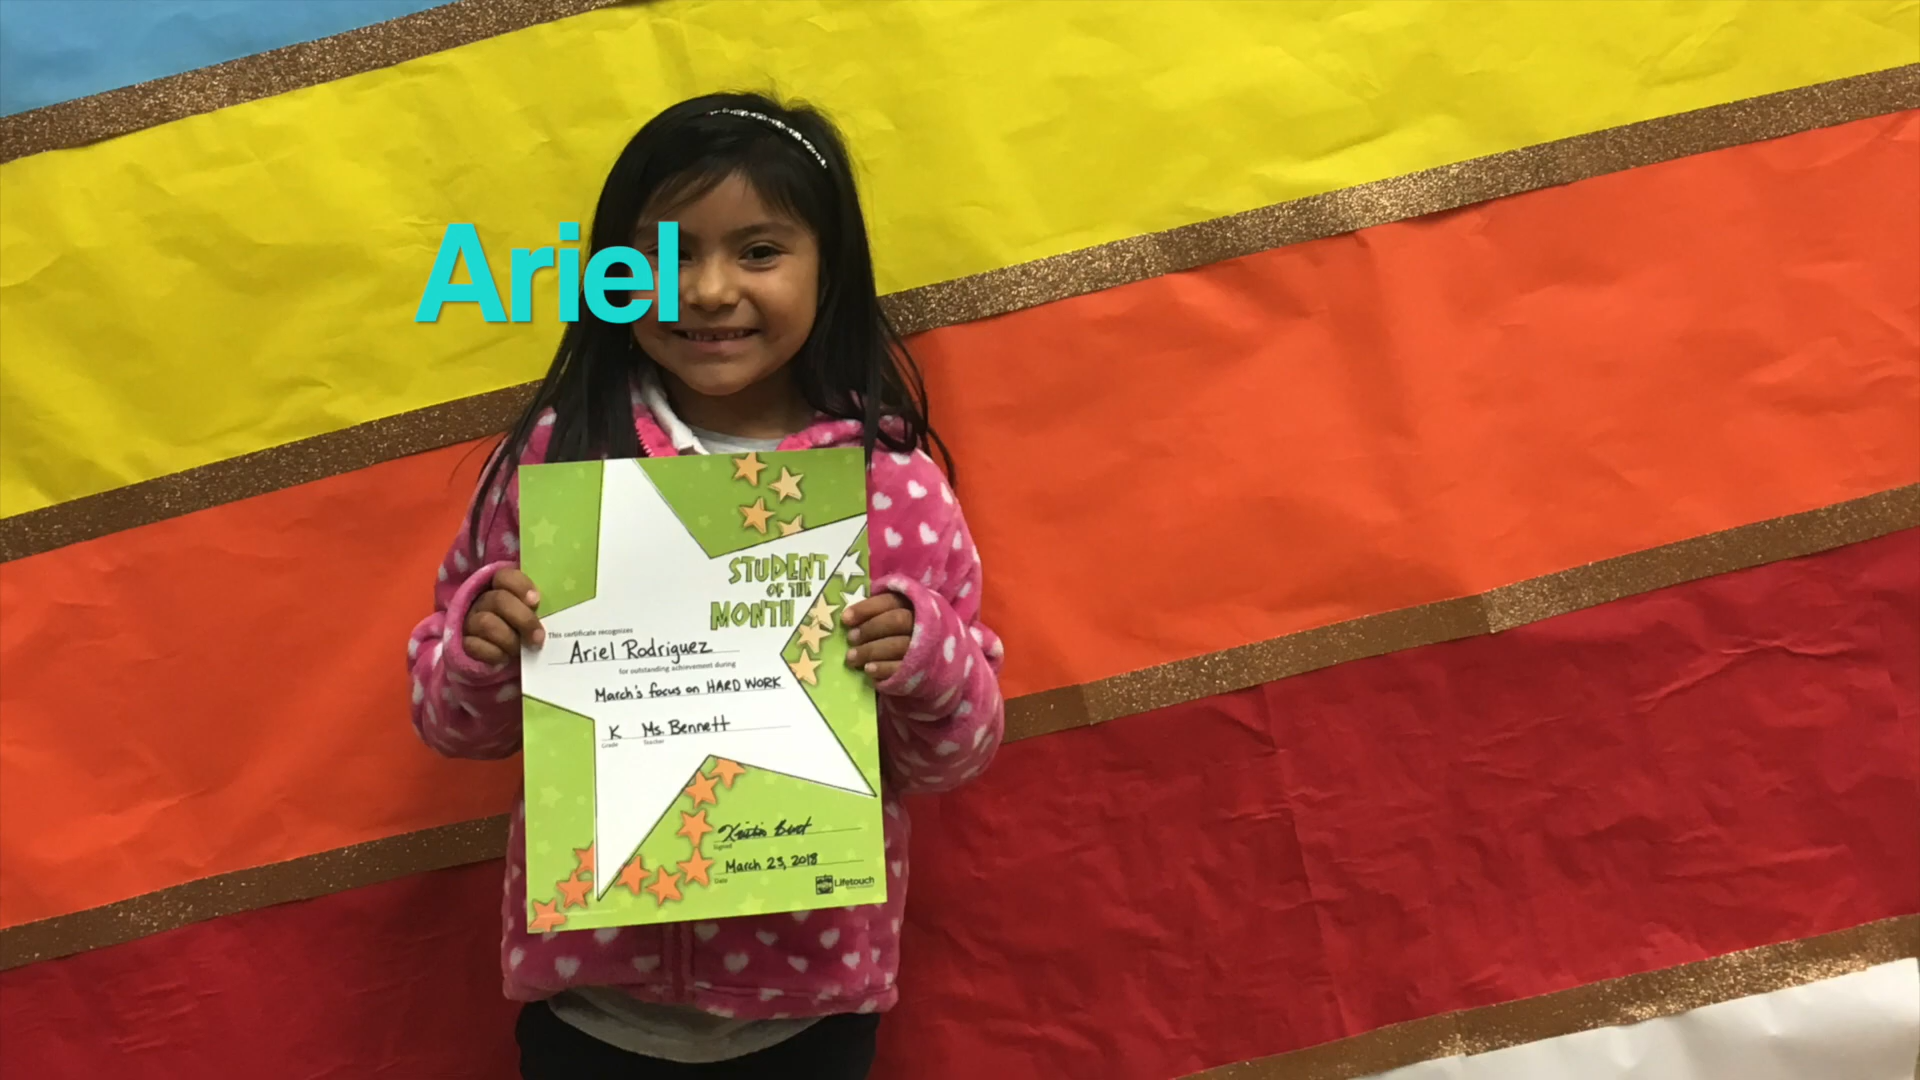 Ariel
STUDENT
OF THE
MONTH
This certificate recognizes
Ariel Rodriguez
for outstanding achievement during
March's focus on HARD WORK
K Ms. Bennett
Grade Teacher
Signed
March 23, 2018
Date
Lifetouch